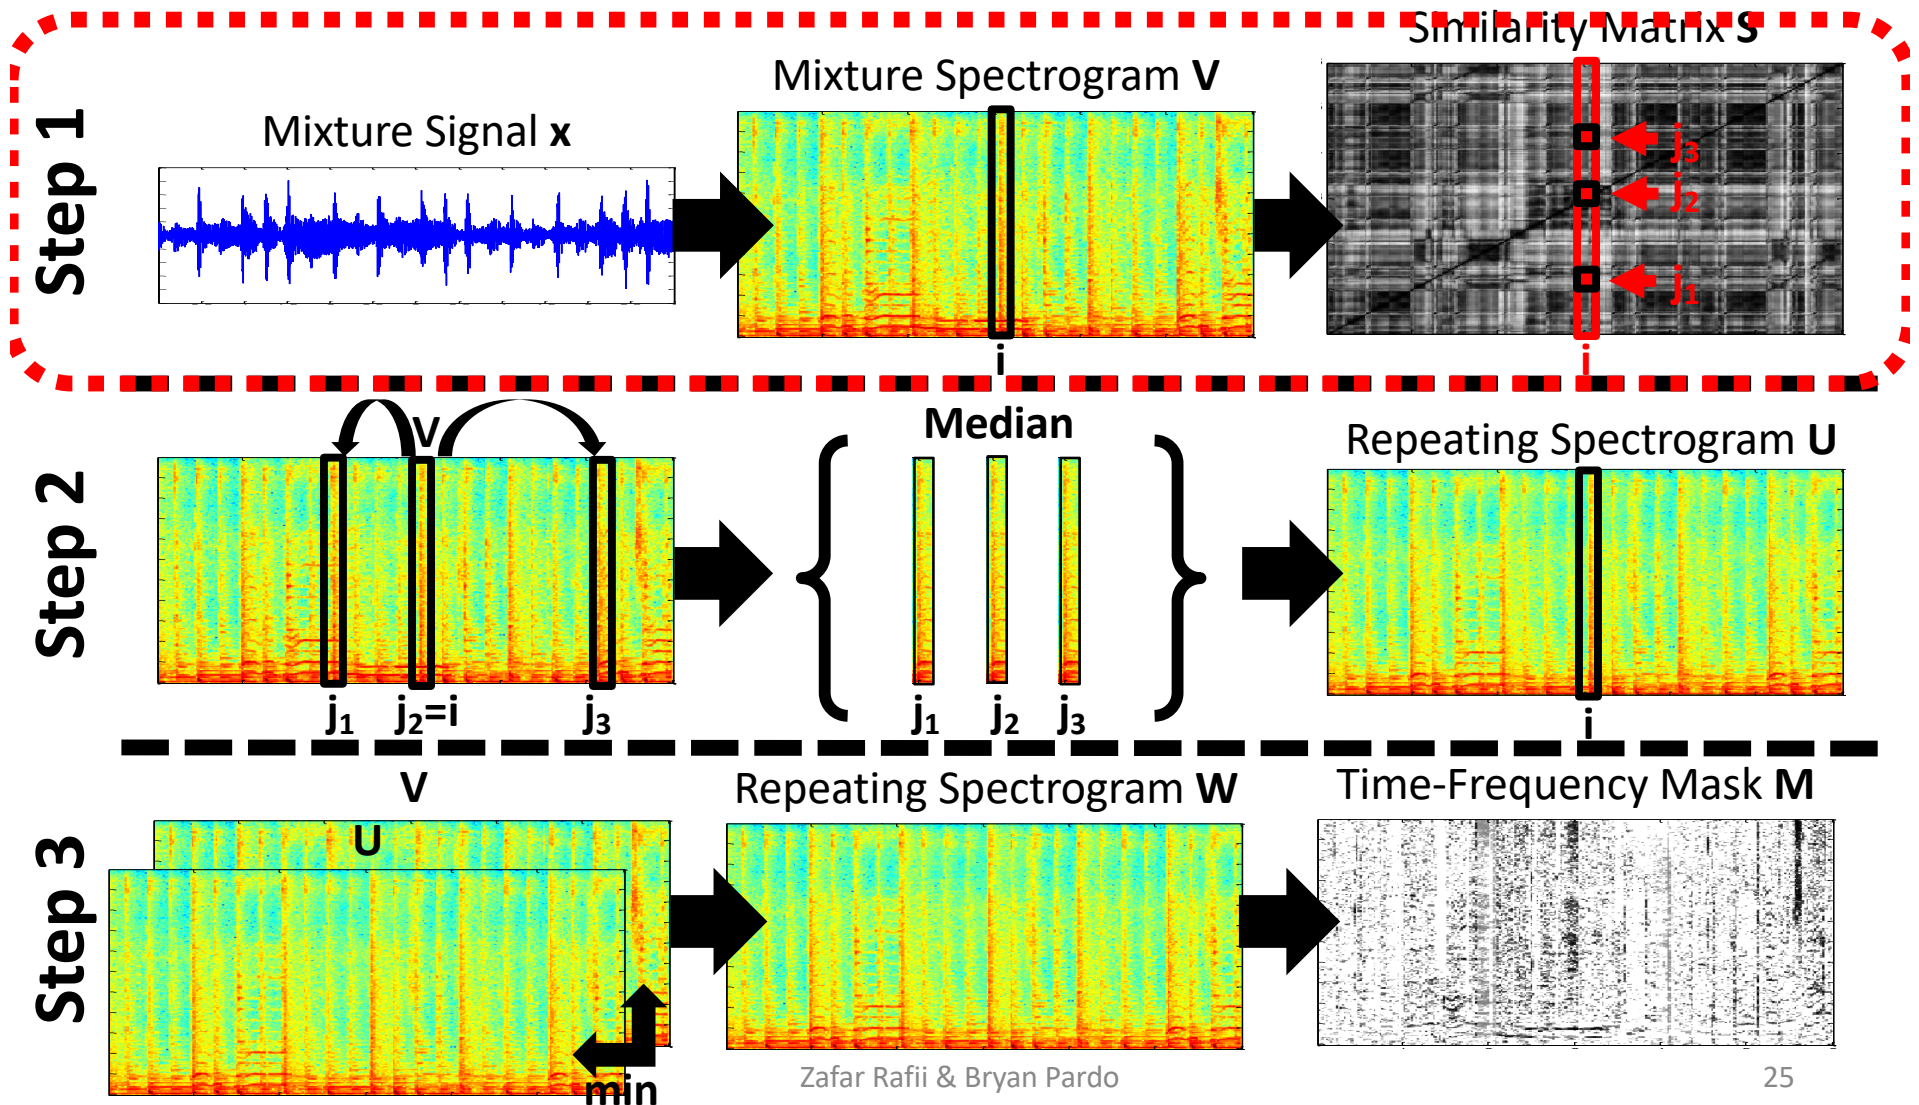 Step 1
Mixture Signal x
Mixture Spectrogram V
i
Similarity Matrix S
j3
j2
j1
i
Step 2
V
j1 j2=i j3
Median
j1 j2 j3
Repeating Spectrogram U
i
Step 3
V
U
min
Repeating Spectrogram W
Time-Frequency Mask M
Zafar Rafii & Bryan Pardo
25